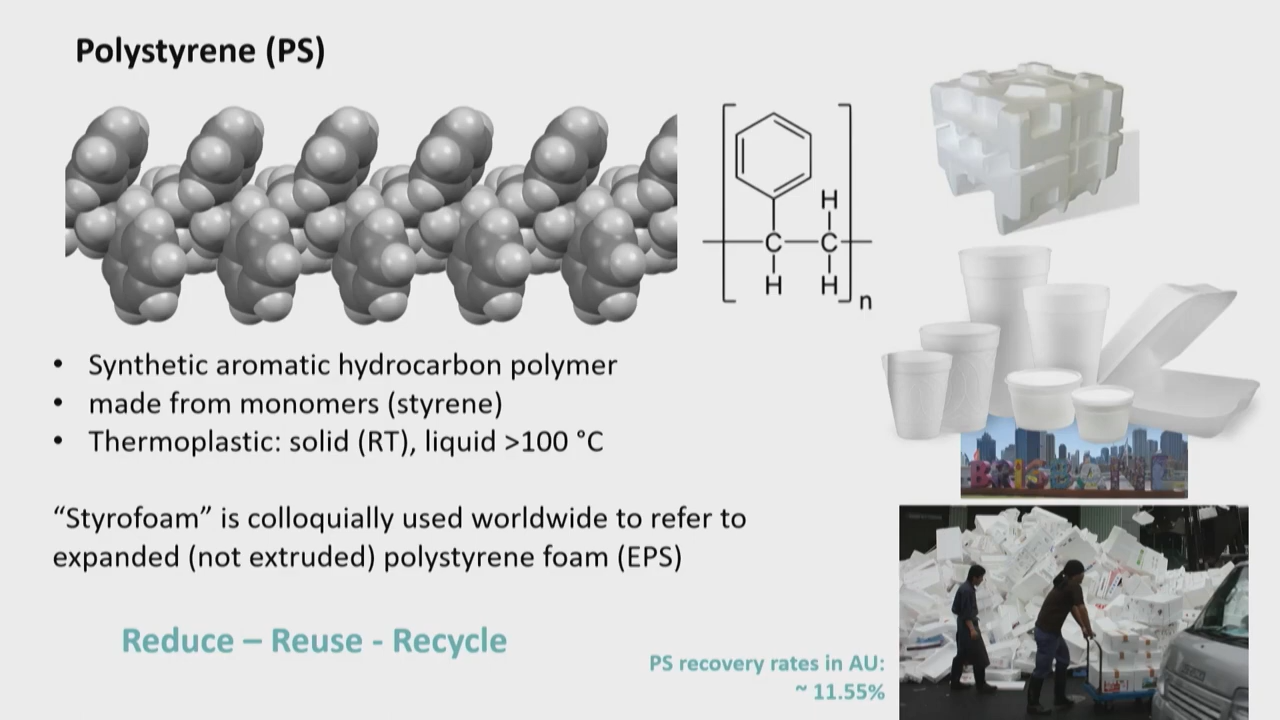 Polystyrene (PS)
H
C
C
H
H
n
• Synthetic aromatic hydrocarbon polymer
• made from monomers (styrene)
• Thermoplastic: solid (RT), liquid >100 °C
BRISBANE
“Styrofoam” is colloquially used worldwide to refer to
expanded (not extruded) polystyrene foam (EPS)
Reduce – Reuse - Recycle
PS recovery rates in AU:
~ 11.55%